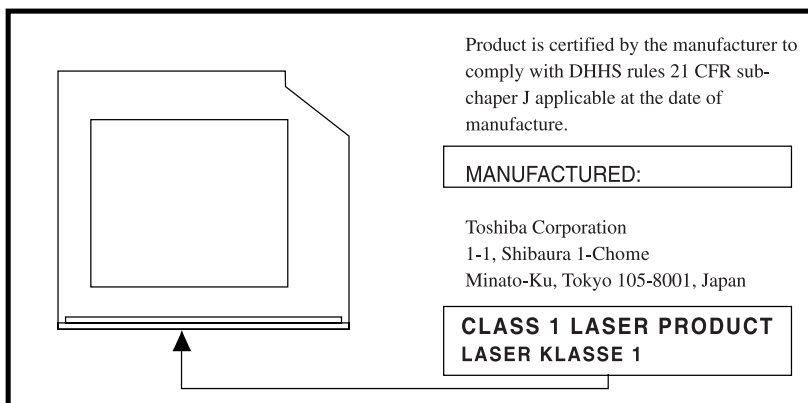 Product is certified by the manufacturer to
comply with DHHS rules 21 CFR sub-
chaper J applicable at the date of
manufacture.
MANUFACTURED:
Toshiba Corporation
1-1, Shibaura 1-Chome
Minato-Ku, Tokyo 105-8001, Japan
CLASS 1 LASER PRODUCT
LASER KLASSE 1